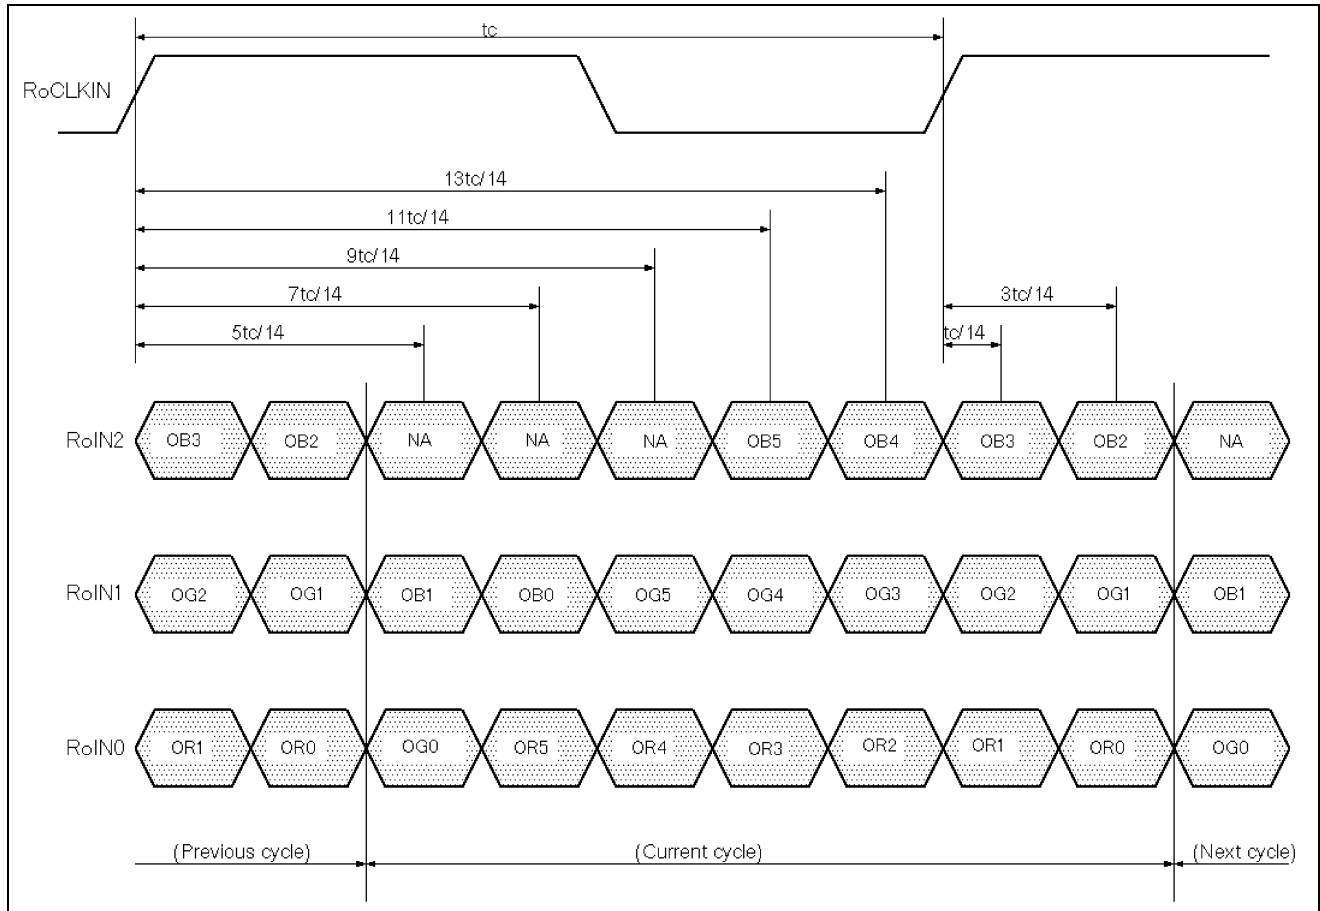 tc
RoCLKIN
13tc/14
11tc/14
9tc/14
7tc/14
3tc/14
5tc/14
tc/14
RoIN2 OB3 OB2 NA NA NA OB5 OB4 OB3 OB2 NA
RoIN1 OG2 OG1 OB1 OB0 OG5 OG4 OG3 OG2 OG1 OB1
RoIN0 OR1 OR0 OG0 OR5 OR4 OR3 OR2 OR1 OR0 OG0
(Previous cycle) (Current cycle) (Next cycle)